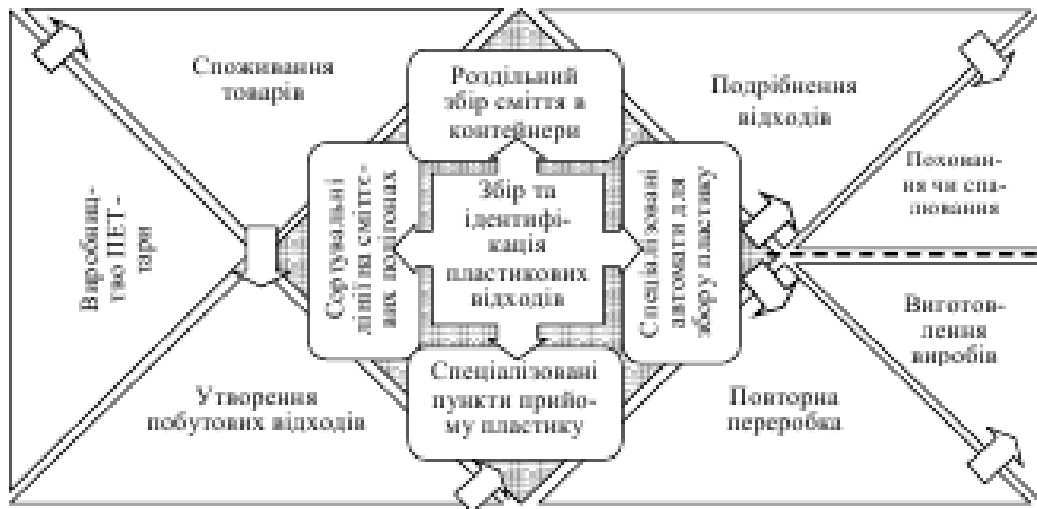 Споживання
товарів
Роздільний
збір сміття в
контейнери
Подрібнення
відходів
Виробниц-
тво ПЕТ-
тари
Сортувальні
лінії на сміттє-
вих полігонах
Збір та
ідентифі-
кація
пластикових
відходів
Спеціалізовані
автомати для
збору пластику
Похован-
ня чи спа-
лювання
Виготов-
лення
виробів
Утворення
побутових відходів
Спеціалізовані
пункти прийо-
му пластику
Повторна
переробка